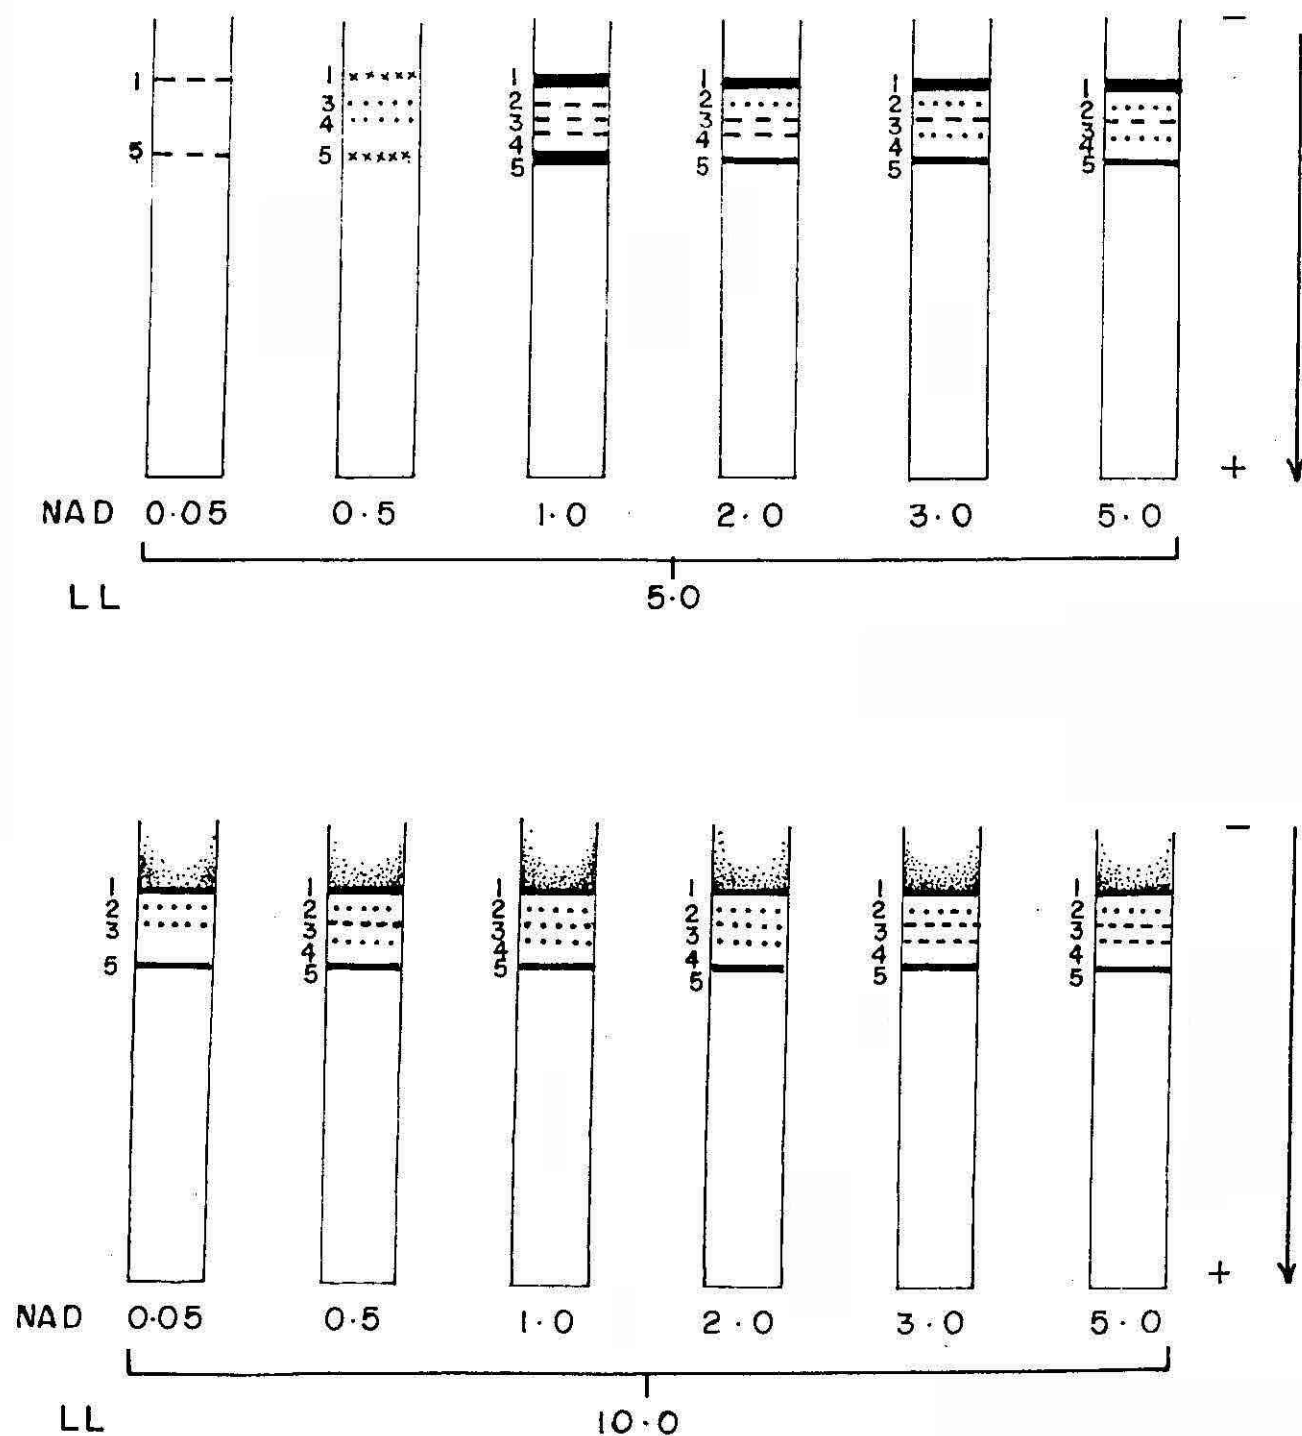 −
1 1 1 1 1 1
3 2 2 2 2
4 3 3 3 3
4 4 4 4
5 5 5 5 5 5
+
NAD 0·05 0·5 1·0 2·0 3·0 5·0
LL 5·0
−
1 1 1 1 1 1
2 2 2 2 2 2
3 3 3 3 3 3
4 4 4 4 4
5 5 5 5 5 5
+
NAD 0·05 0·5 1·0 2·0 3·0 5·0
LL 10·0